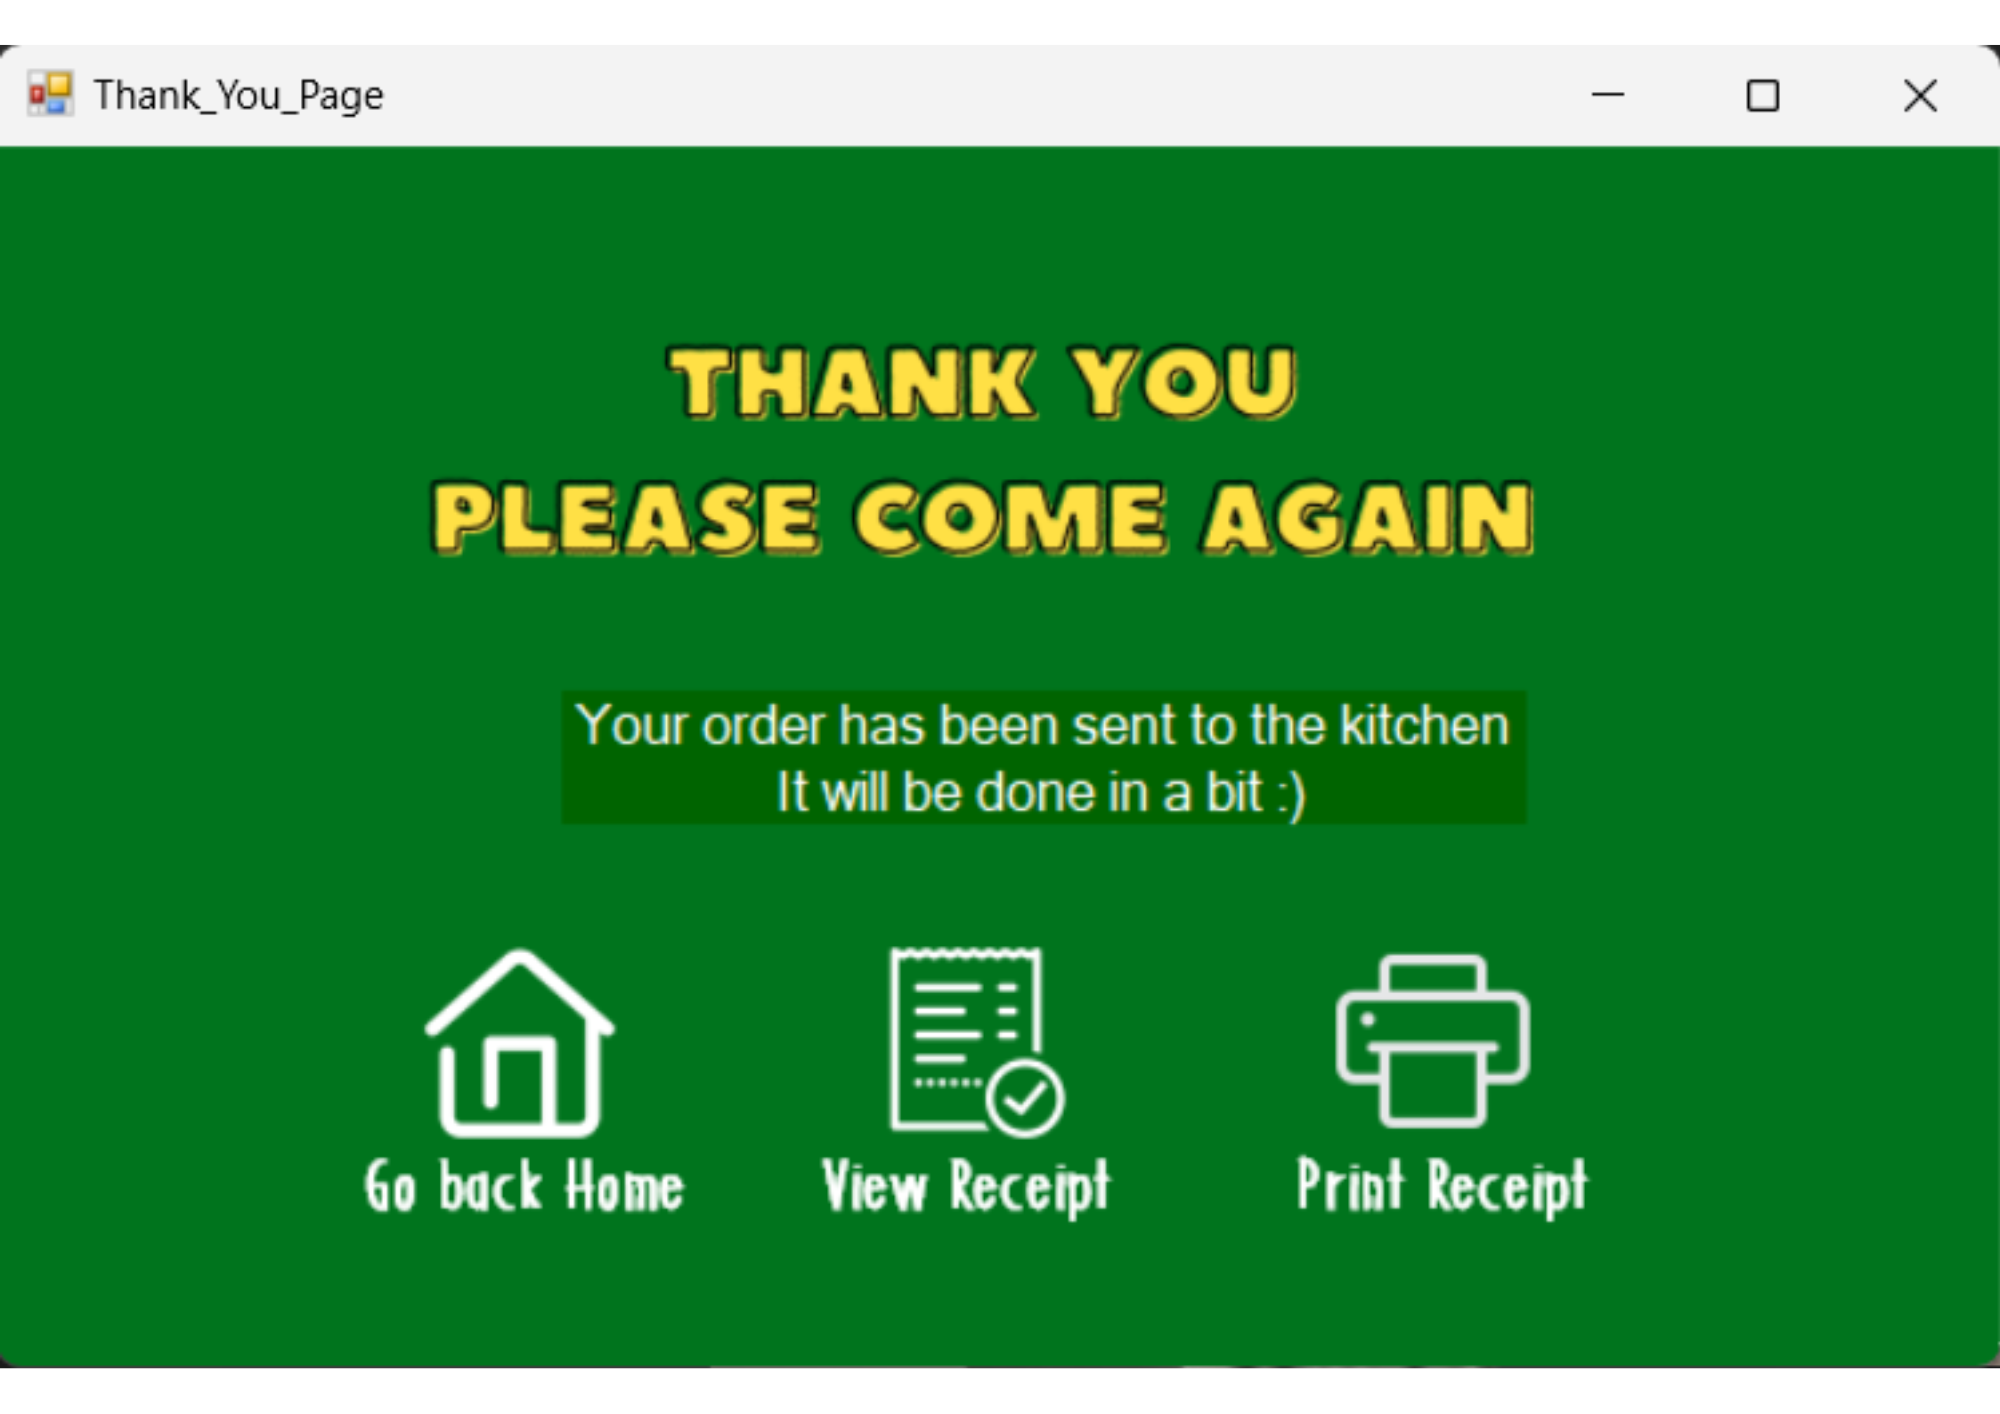 Thank_You_Page
THANK YOU
PLEASE COME AGAIN
Your order has been sent to the kitchen
It will be done in a bit :)
Go back Home
View Receipt
Print Receipt